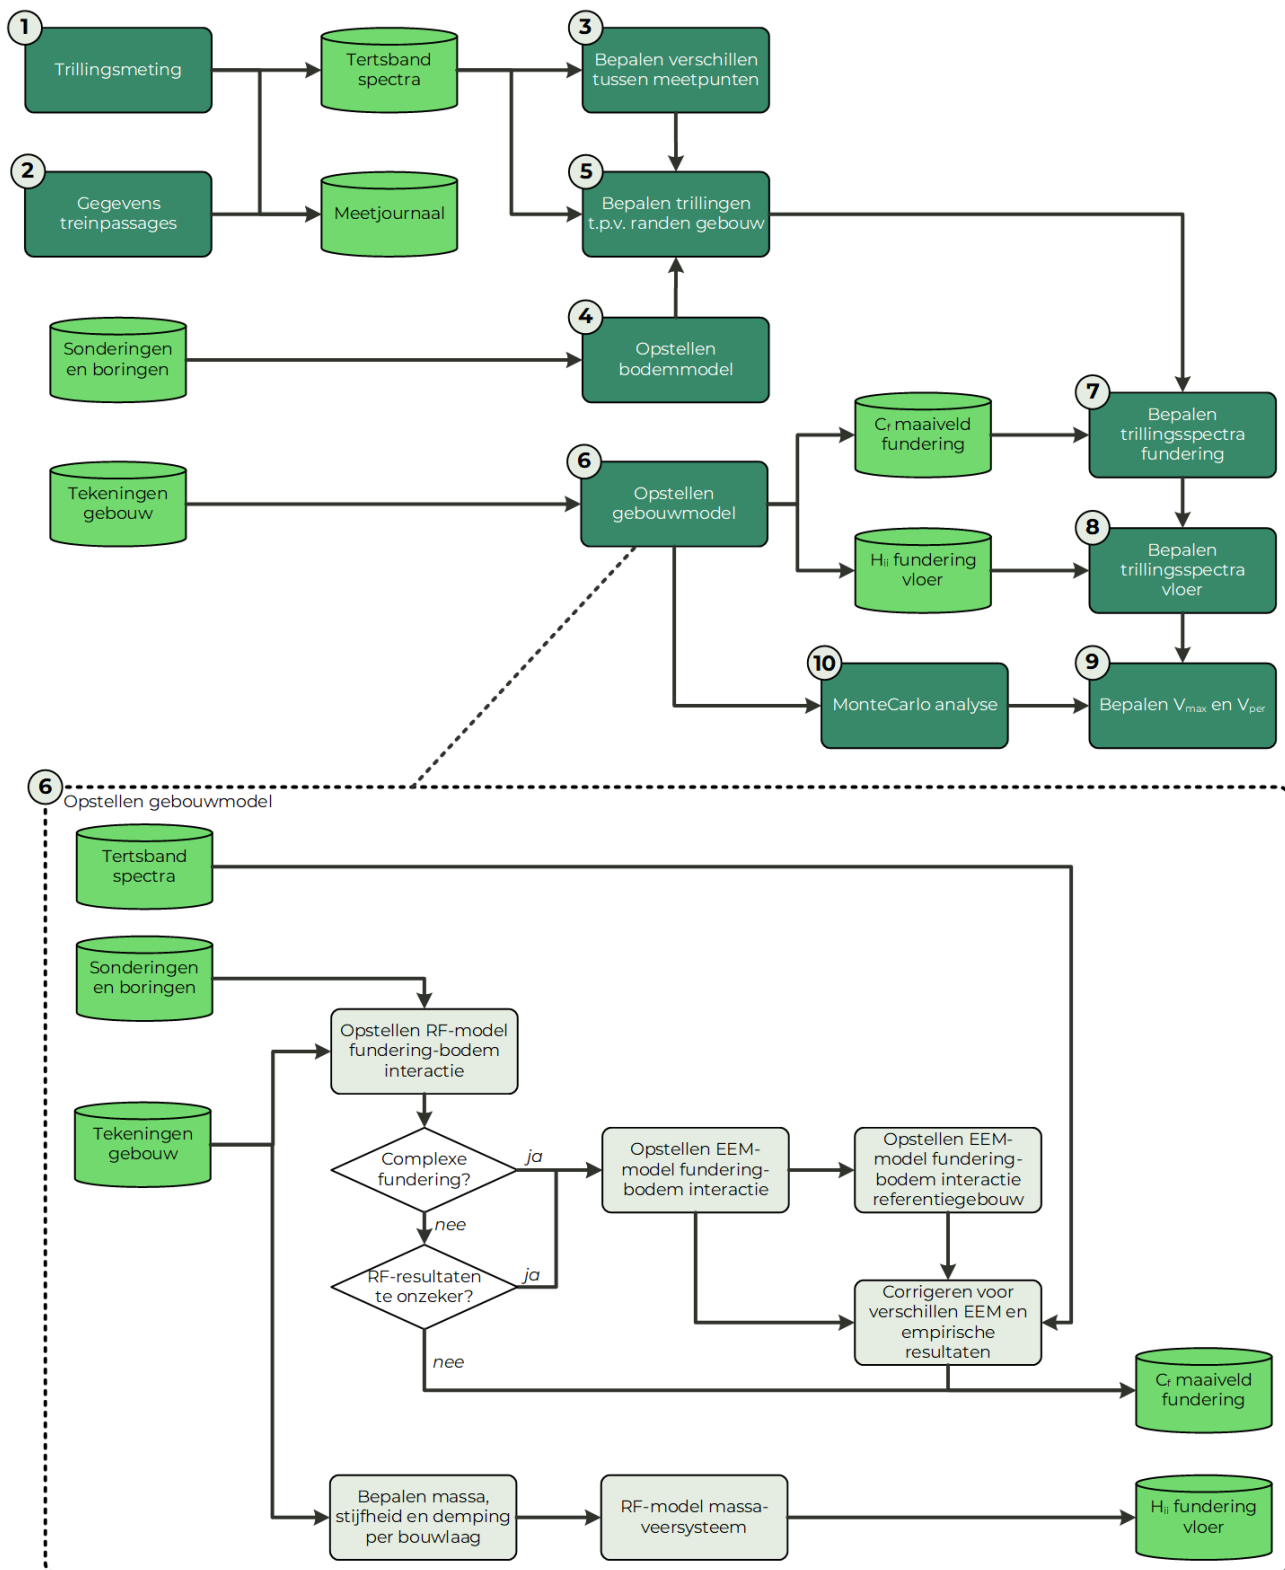 1
Trillingsmeting
Tertsband
spectra
3
Bepalen verschillen
tussen meetpunten
2
Gegevens
treinpassages
Meetjournaal
5
Bepalen trillingen
t.p.v. randen gebouw
Sonderingen
en boringen
4
Opstellen
bodemmodel
Tekeningen
gebouw
6
Opstellen
gebouwmodel
Cf maaiveld
fundering
7
Bepalen
trillingsspectra
fundering
Hii fundering
vloer
8
Bepalen
trillingsspectra
vloer
10
MonteCarlo analyse
9
Bepalen Vmax en Vper
6
Opstellen gebouwmodel
Tertsband
spectra
Sonderingen
en boringen
Opstellen RF-model
fundering-bodem
interactie
Tekeningen
gebouw
Complexe
fundering?
ja
nee
Opstellen EEM-
model fundering-
bodem interactie
Opstellen EEM-
model fundering-
bodem interactie
referentiegebouw
RF-resultaten
te onzeker?
ja
nee
Corrigeren voor
verschillen EEM en
empirische
resultaten
Cf maaiveld
fundering
Bepalen massa,
stijfheid en demping
per bouwlaag
RF-model massa-
veersysteem
Hii fundering
vloer